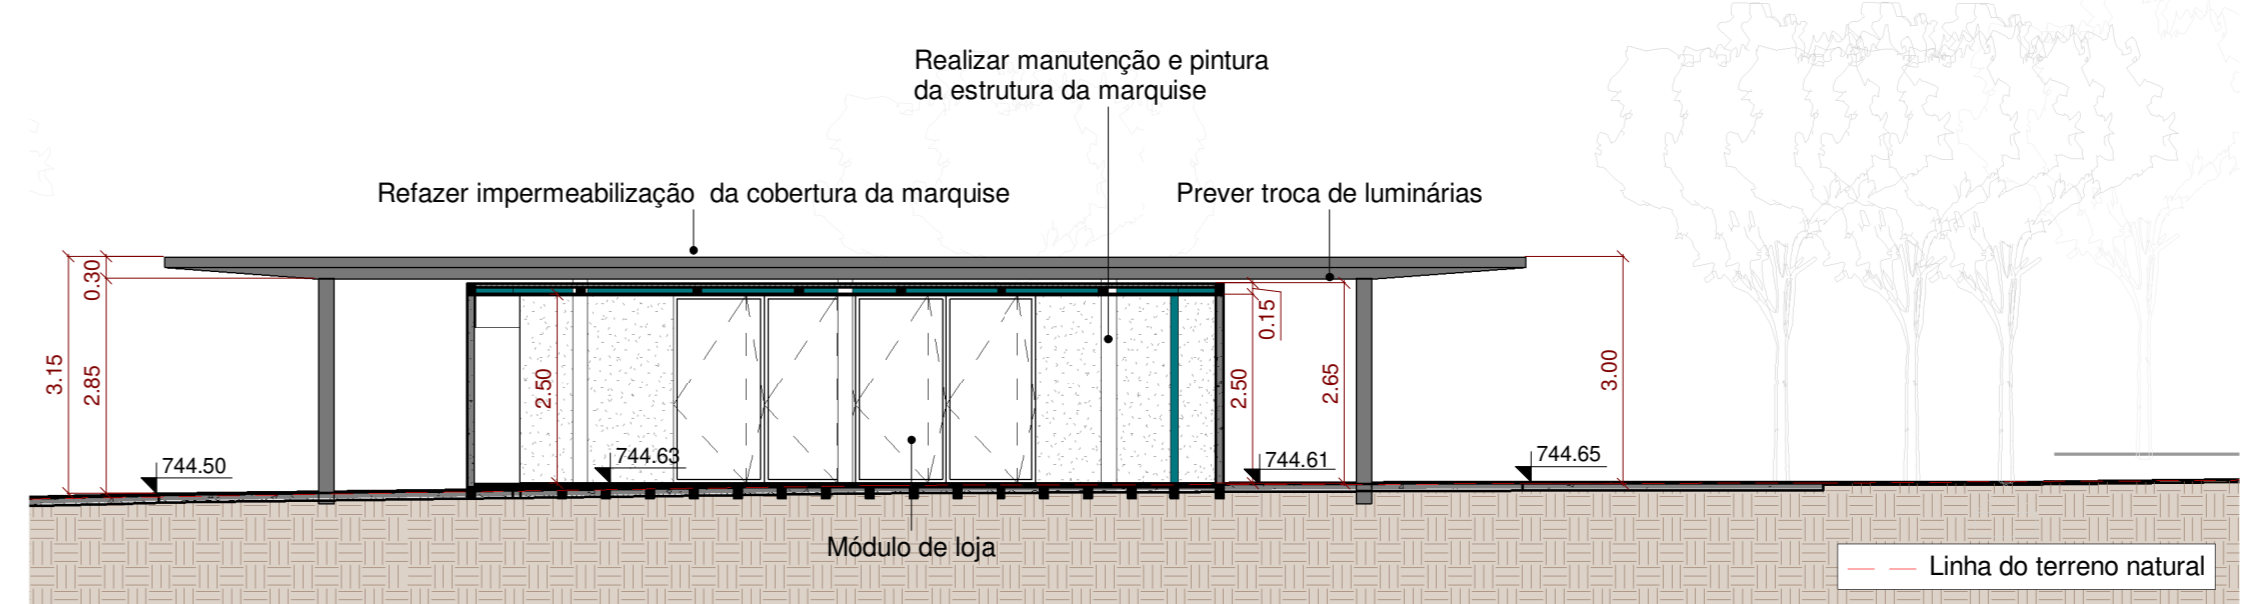 Realizar manutenção e pintura
da estrutura da marquise
Refazer impermeabilização da cobertura da marquise
Prever troca de luminárias
3.15
0.30
2.85
2.50
0.15
2.50
2.65
3.00
744.50
744.63
744.61
744.65
Módulo de loja
Linha do terreno natural